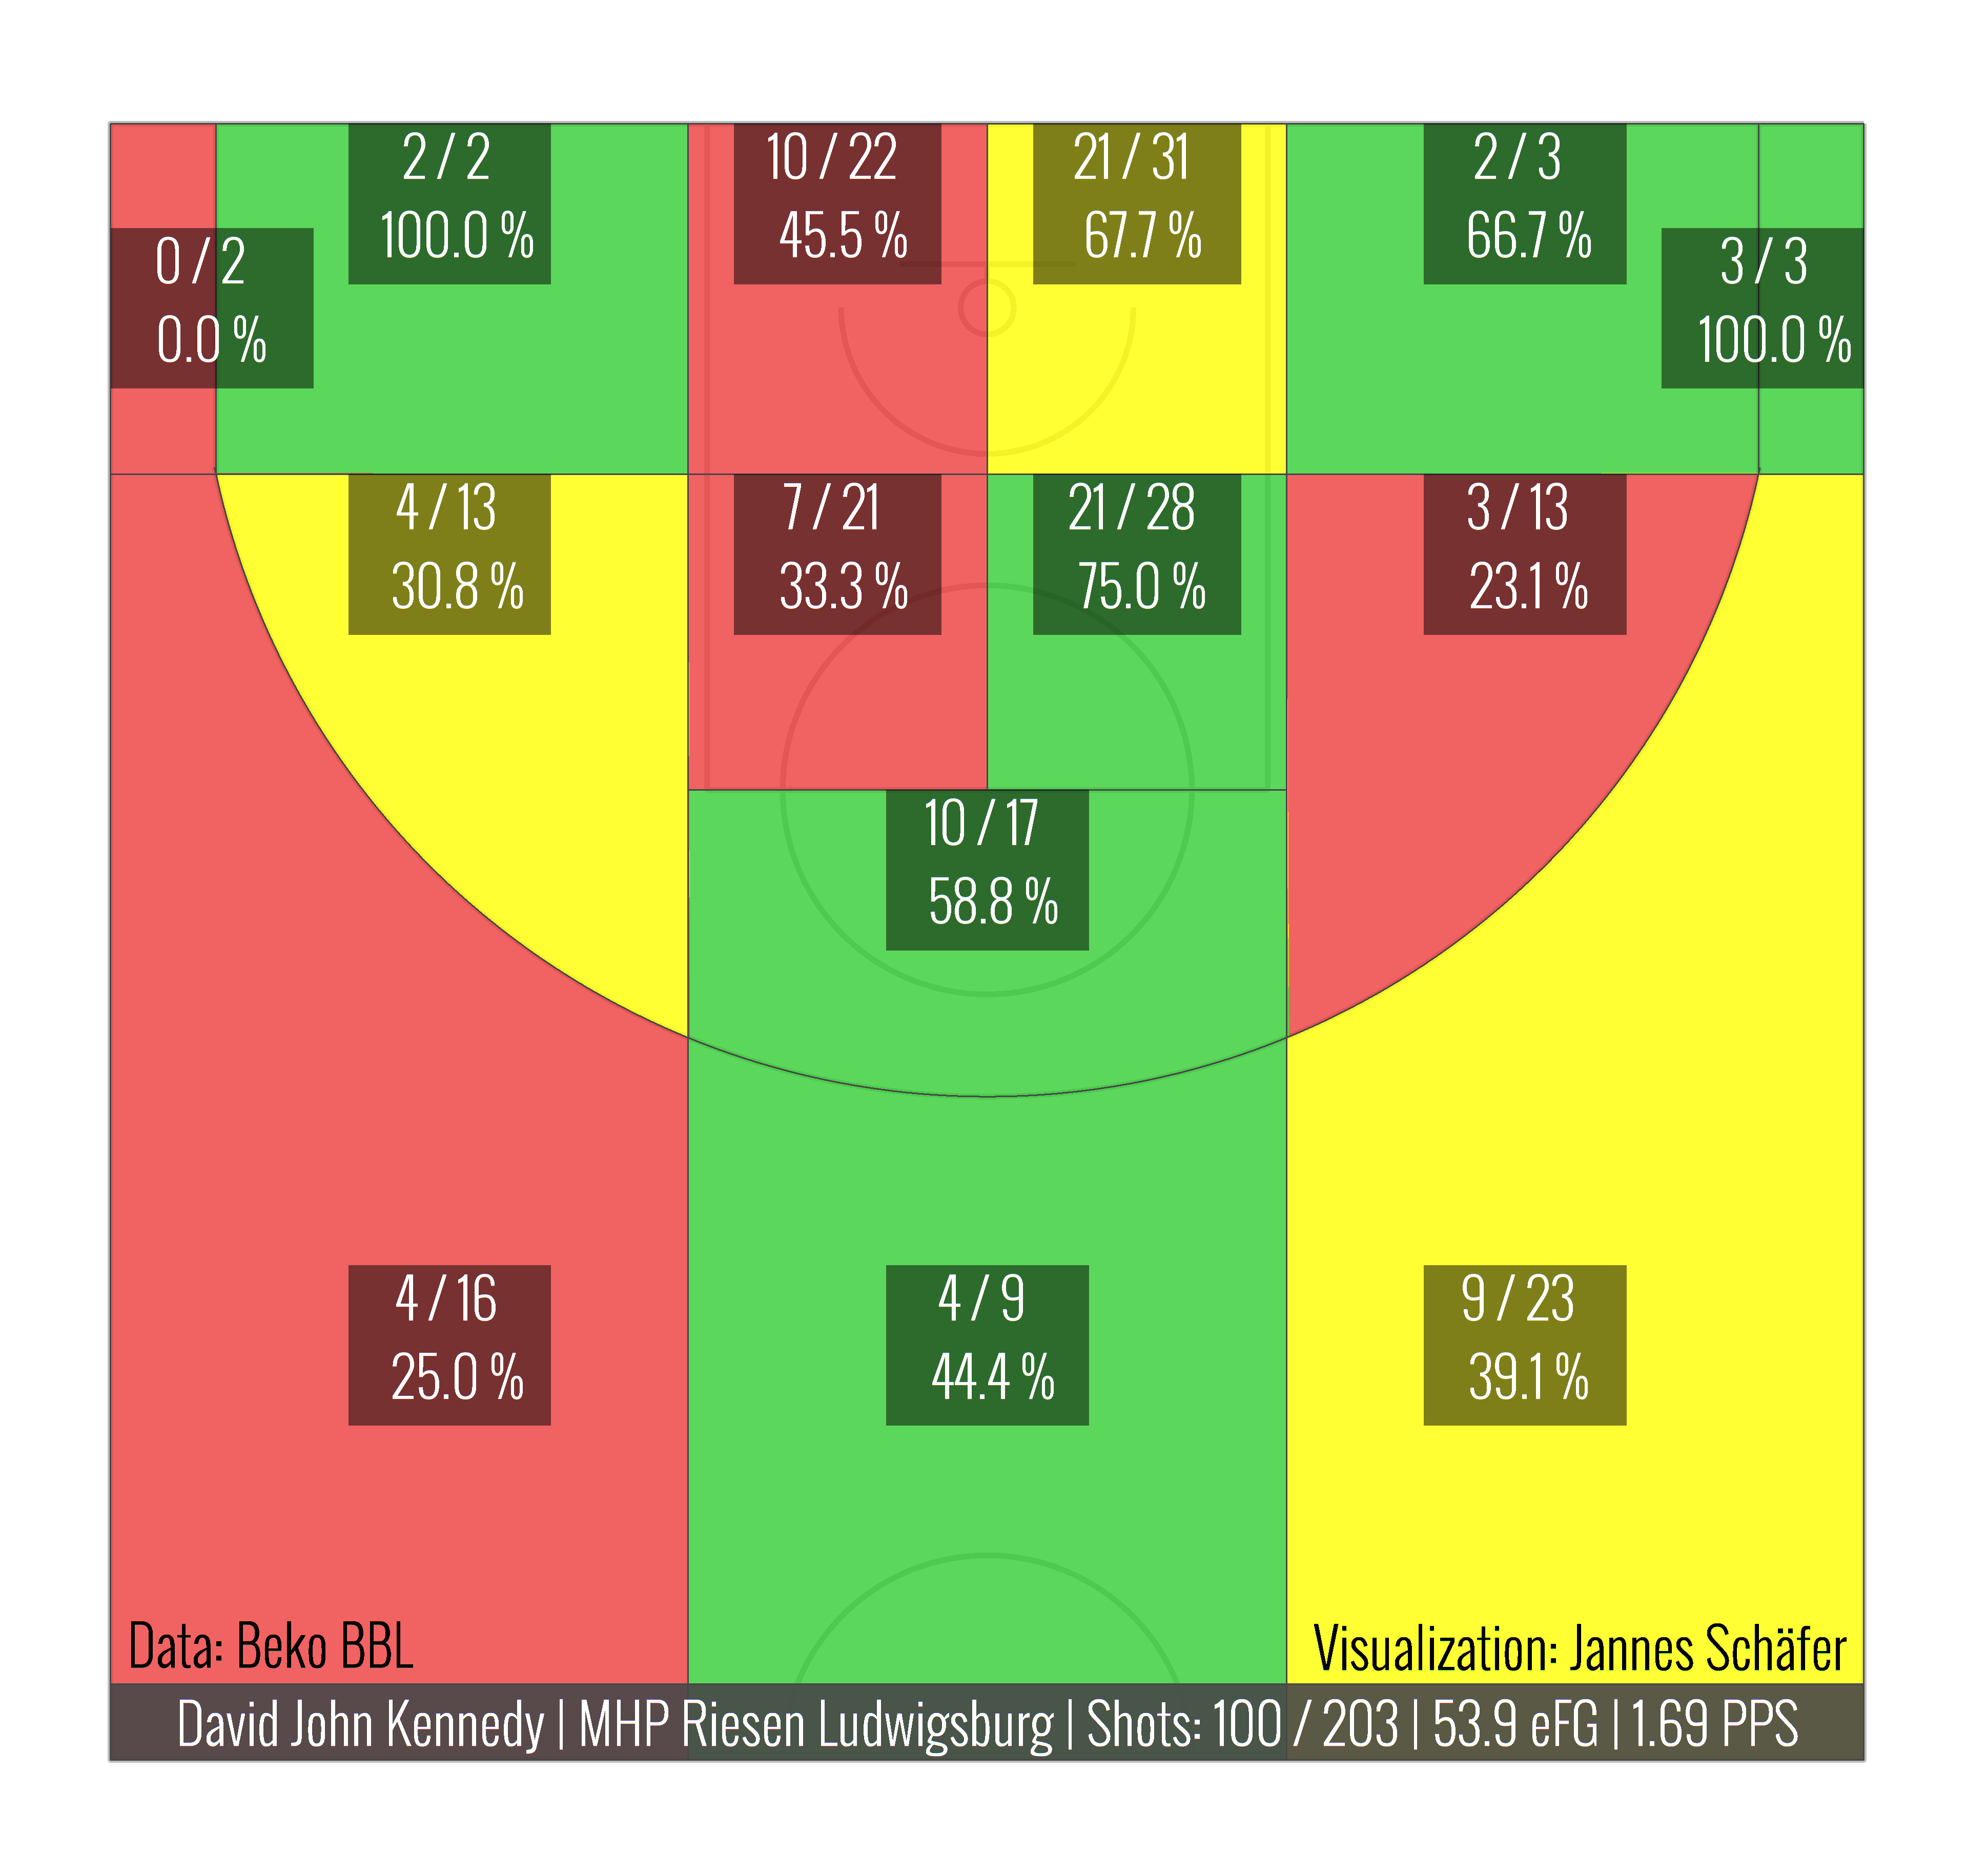 2 / 2
100.0 %
10 / 22
45.5 %
21 / 31
67.7 %
2 / 3
66.7 %
0 / 2
0.0 %
3 / 3
100.0 %
4 / 13
30.8 %
7 / 21
33.3 %
21 / 28
75.0 %
3 / 13
23.1 %
10 / 17
58.8 %
4 / 16
25.0 %
4 / 9
44.4 %
9 / 23
39.1 %
Data: Beko BBL
Visualization: Jannes Schäfer
David John Kennedy | MHP Riesen Ludwigsburg | Shots: 100 / 203 | 53.9 eFG | 1.69 PPS